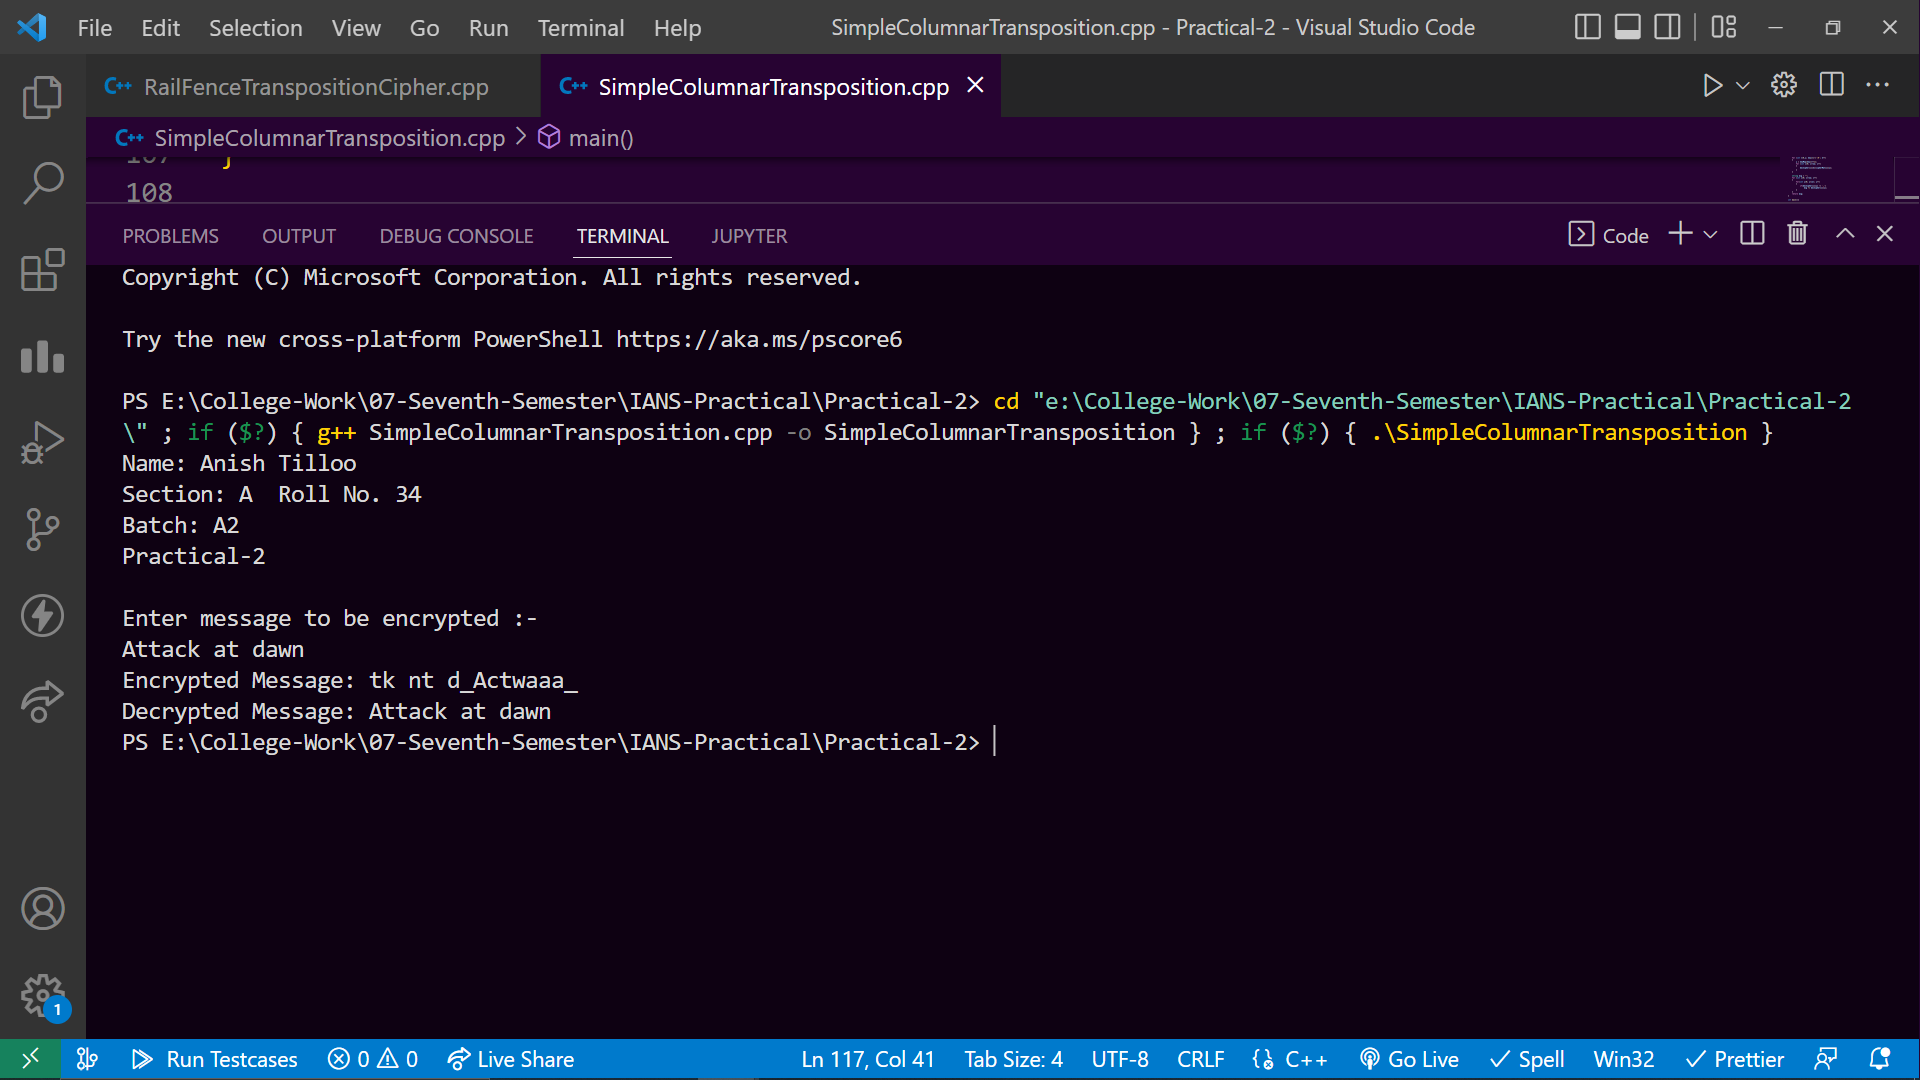 File Edit Selection View Go Run Terminal Help SimpleColumnarTransposition.cpp - Practical-2 - Visual Studio Code
C++ RailFenceTranspositionCipher.cpp C++ SimpleColumnarTransposition.cpp
C++ SimpleColumnarTransposition.cpp > main()
107 }
108
PROBLEMS OUTPUT DEBUG CONSOLE TERMINAL JUPYTER Code
Copyright (C) Microsoft Corporation. All rights reserved.
Try the new cross-platform PowerShell https://aka.ms/pscore6
PS E:\College-Work\07-Seventh-Semester\IANS-Practical\Practical-2> cd "e:\College-Work\07-Seventh-Semester\IANS-Practical\Practical-2
\" ; if ($?) { g++ SimpleColumnarTransposition.cpp -o SimpleColumnarTransposition } ; if ($?) { .\SimpleColumnarTransposition }
Name: Anish Tilloo
Section: A  Roll No. 34
Batch: A2
Practical-2
Enter message to be encrypted :-
Attack at dawn
Encrypted Message: tk nt d_Actwaaa_
Decrypted Message: Attack at dawn
PS E:\College-Work\07-Seventh-Semester\IANS-Practical\Practical-2>
1
Run Testcases 0 0 Live Share Ln 117, Col 41 Tab Size: 4 UTF-8 CRLF C++ Go Live Spell Win32 Prettier